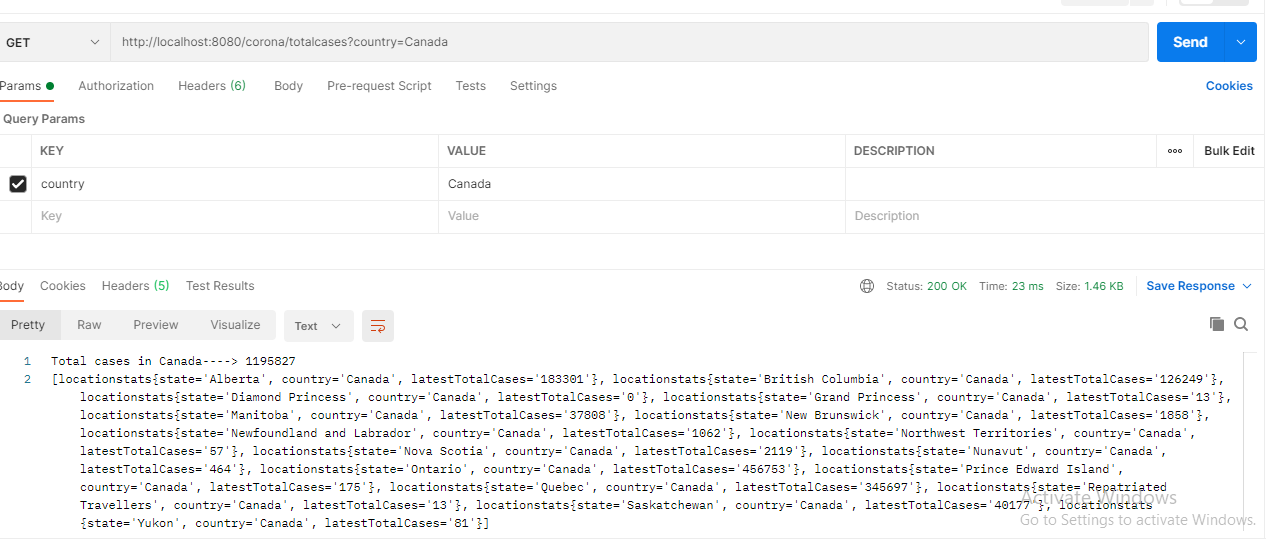 GET http://localhost:8080/corona/totalcases?country=Canada Send
Params Authorization Headers (6) Body Pre-request Script Tests Settings Cookies
Query Params
KEY VALUE DESCRIPTION ooo Bulk Edit
country Canada
Key Value Description
Body Cookies Headers (5) Test Results Status: 200 OK Time: 23 ms Size: 1.46 KB Save Response
Pretty Raw Preview Visualize Text
1 Total cases in Canada----> 1195827
2 [locationstats{state='Alberta', country='Canada', latestTotalCases='183301'}, locationstats{state='British Columbia', country='Canada', latestTotalCases='126249'},
locationstats{state='Diamond Princess', country='Canada', latestTotalCases='0'}, locationstats{state='Grand Princess', country='Canada', latestTotalCases='13'},
locationstats{state='Manitoba', country='Canada', latestTotalCases='37808'}, locationstats{state='New Brunswick', country='Canada', latestTotalCases='1858'},
locationstats{state='Newfoundland and Labrador', country='Canada', latestTotalCases='1062'}, locationstats{state='Northwest Territories', country='Canada',
latestTotalCases='57'}, locationstats{state='Nova Scotia', country='Canada', latestTotalCases='2119'}, locationstats{state='Nunavut', country='Canada',
latestTotalCases='464'}, locationstats{state='Ontario', country='Canada', latestTotalCases='456753'}, locationstats{state='Prince Edward Island',
country='Canada', latestTotalCases='175'}, locationstats{state='Quebec', country='Canada', latestTotalCases='345697'}, locationstats{state='Repatriated
Travellers', country='Canada', latestTotalCases='13'}, locationstats{state='Saskatchewan', country='Canada', latestTotalCases='40177'}, locationstats
{state='Yukon', country='Canada', latestTotalCases='81'}]
Activate Windows
Go to Settings to activate Windows.